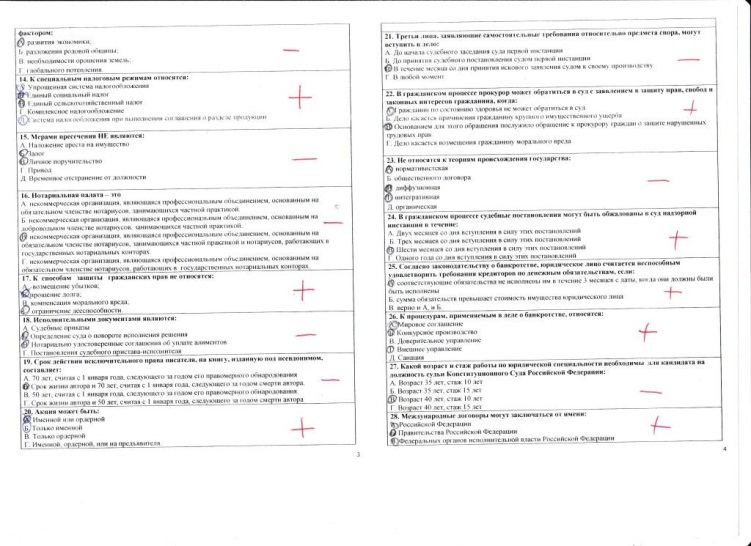 фактором:
А развития экономики;
Б. разложения родовой общины;
В. необходимости орошения земель;
Г. глобального потепления
14. К специальным налоговым режимам относится:
Упрощенная система налогообложения
Единый социальный налог
Единый сельскохозяйственный налог
Г. Комплексное налогообложение
Система налогообложения при выполнении соглашения о разделе продукции
15. Мерами пресечения НЕ являются:
А. Наложение ареста на имущество
Залог
Личное поручительство
Г. Привод
Д. Временное отстранение от должности
16. Нотариальная палата – это
А. некоммерческая организация, являющаяся профессиональным объединением, основанным на
обязательном членстве нотариусов, занимающихся частной практикой.
Б. некоммерческая организация, являющаяся профессиональным объединением, основанным на
добровольном членстве нотариусов, занимающихся частной практикой.
некоммерческая организация, являющаяся профессиональным объединением, основанным на
обязательном членстве нотариусов, занимающихся частной практикой и нотариусов, работающих в
государственных нотариальных конторах.
Г. некоммерческая организация, являющаяся профессиональным объединением, основанным на
обязательном членстве нотариусов, работающих в государственных нотариальных конторах.
17. К способам защиты гражданских прав не относится:
А. возмещение убытков;
прощение долга;
В. компенсация морального вреда;
ограничение дееспособности
18. Исполнительными документами являются:
А. Судебные приказы
Определение суда о повороте исполнения решения
Нотариально удостоверенные соглашения об уплате алиментов
Г. Постановления судебного пристава-исполнителя
19. Срок действия исключительного права писателя, на книгу, изданную под псевдонимом,
составляет:
А. 70 лет, считая с 1 января года, следующего за годом его правомерного обнародования
Срок жизни автора и 70 лет, считая с 1 января года, следующего за годом смерти автора.
В. 50 лет, считая с 1 января года, следующего за годом его правомерного обнародования
Г. Срок жизни автора и 50 лет, считая с 1 января года, следующего за годом смерти автора
20. Акция может быть:
Именной или ордерной
Только именной
В. Только ордерной
Г. Именной, ордерной, или на предъявителя
3
21. Третьи лица, заявляющие самостоятельные требования относительно предмета спора, могут
вступить в дело:
А. До начала судебного заседания суда первой инстанции
Б. До принятия судебного постановления судом первой инстанции
В течение месяца со дня принятия искового заявления судом к своему производству
Г. В любой момент
22. В гражданском процессе прокурор может обратиться в суд с заявлением в защиту прав, свобод и
законных интересов гражданина, когда:
Гражданин по состоянию здоровья не может обратиться в суд
Б. Дело касается причинения гражданину крупного имущественного ущерба
Основанием для этого обращения послужило обращение к прокурору граждан о защите нарушенных
трудовых прав
Г. Дело касается возмещения гражданину морального вреда
23. Не относится к теориям происхождения государства:
нормативистская
Б. общественного договора
диффузионная
интегративная
Д. органическая
24. В гражданском процессе судебные постановления могут быть обжалованы в суд надзорной
инстанции в течение:
А. Двух месяцев со дня вступления в силу этих постановлений
Б. Трех месяцев со дня вступления в силу этих постановлений
Шести месяцев со дня вступления в силу этих постановлений
Г. Одного года со дня вступления в силу этих постановлений
25. Согласно законодательству о банкротстве, юридическое лицо считается неспособным
удовлетворить требования кредиторов по денежным обязательствам, если:
соответствующие обязательства не исполнены им в течение 3 месяцев с даты, когда они должны были
быть исполнены
Б. сумма обязательств превышает стоимость имущества юридического лица
В. верно и А, и Б
26. К процедурам, применяемым в деле о банкротстве, относится:
Мировое соглашение
Конкурсное производство
В. Доверительное управление
Внешнее управление
Д. Санация
27. Какой возраст и стаж работы по юридической специальности необходимы для кандидата на
должность судьи Конституционного Суда Российской Федерации:
А. Возраст 35 лет, стаж 10 лет
Б. Возраст 35 лет, стаж 15 лет
Возраст 40 лет, стаж 10 лет
Г. Возраст 40 лет, стаж 15 лет
28. Международные договоры могут заключаться от имени:
Российской Федерации
Правительства Российской Федерации
Федеральных органов исполнительной власти Российской Федерации
4